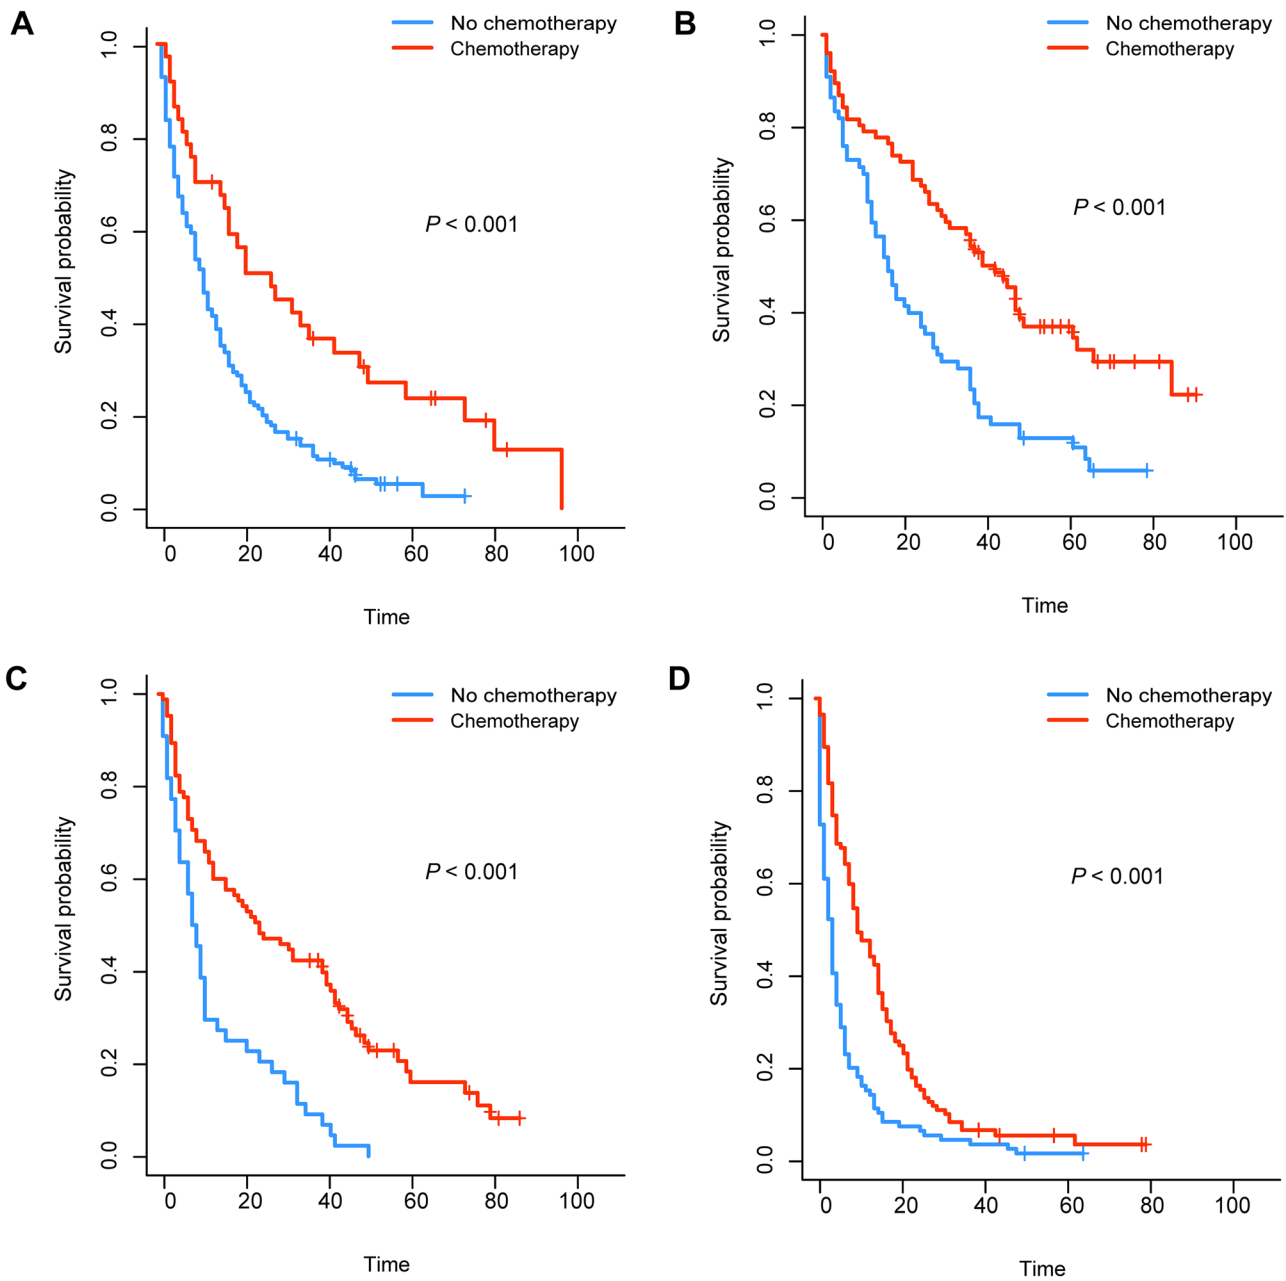 A
No chemotherapy
Chemotherapy
P < 0.001
Survival probability
1.0
0.8
0.6
0.4
0.2
0.0
0 20 40 60 80 100
Time
B
No chemotherapy
Chemotherapy
P < 0.001
Survival probability
1.0
0.8
0.6
0.4
0.2
0.0
0 20 40 60 80 100
Time
C
No chemotherapy
Chemotherapy
P < 0.001
Survival probability
1.0
0.8
0.6
0.4
0.2
0.0
0 20 40 60 80 100
Time
D
No chemotherapy
Chemotherapy
P < 0.001
Survival probability
1.0
0.8
0.6
0.4
0.2
0.0
0 20 40 60 80 100
Time